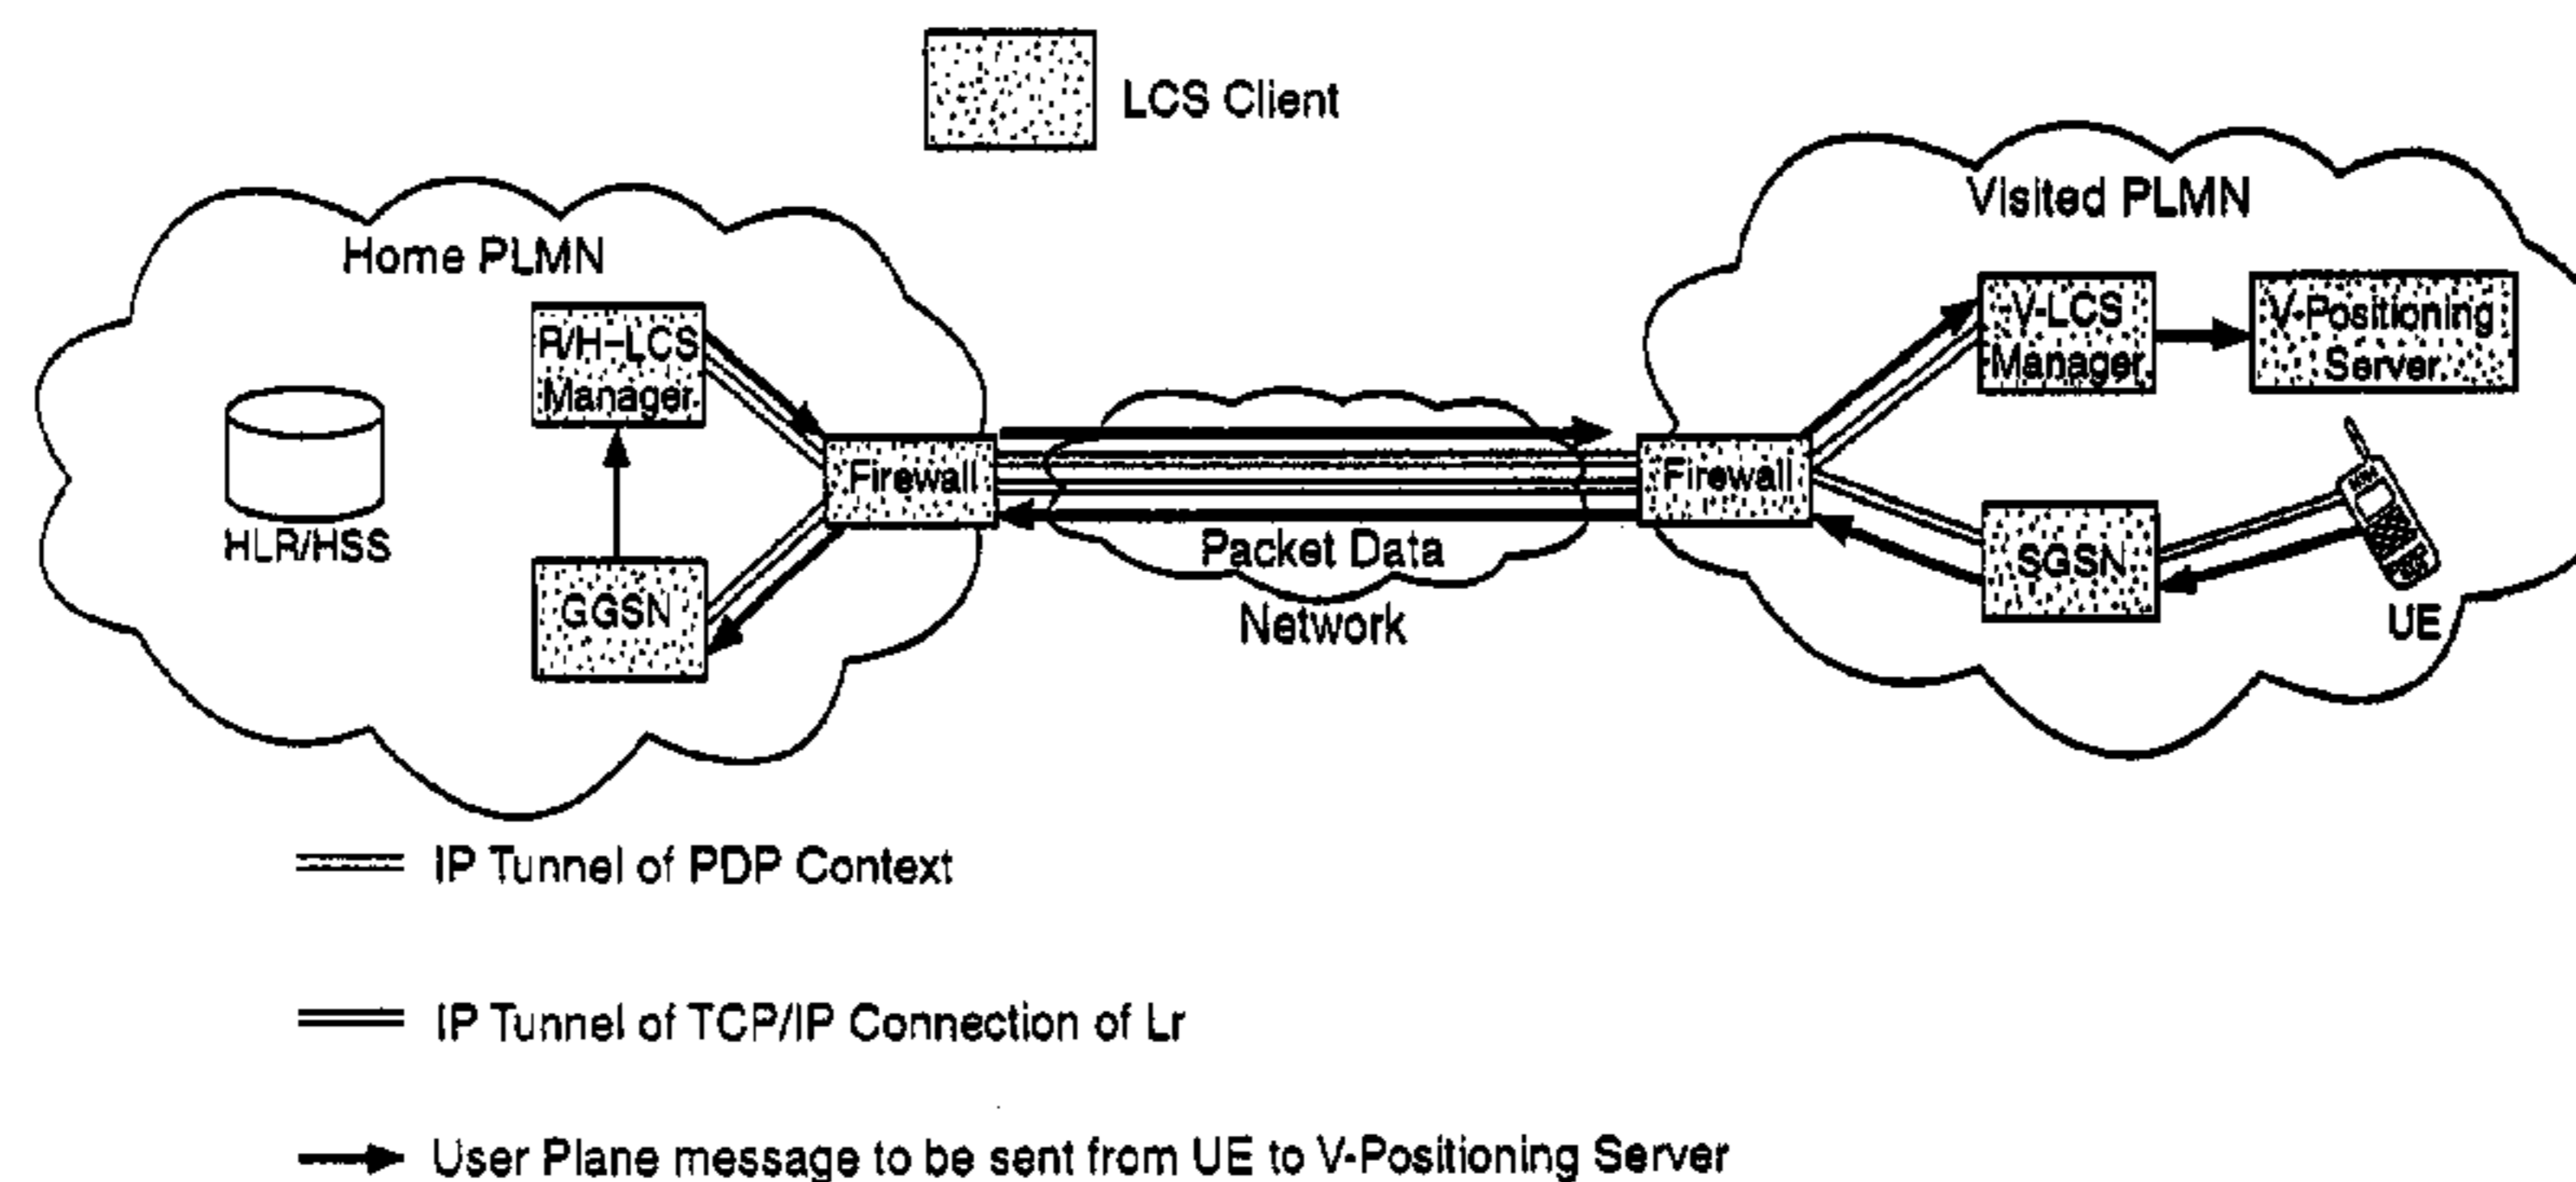 LCS Client
Home PLMN
Visited PLMN
R/H-LCS
Manager
V-LCS
Manager
V-Positioning
Server
Firewall
Firewall
HLR/HSS
GGSN
Packet Data
Network
SGSN
UE
IP Tunnel of PDP Context
IP Tunnel of TCP/IP Connection of Lr
User Plane message to be sent from UE to V-Positioning Server